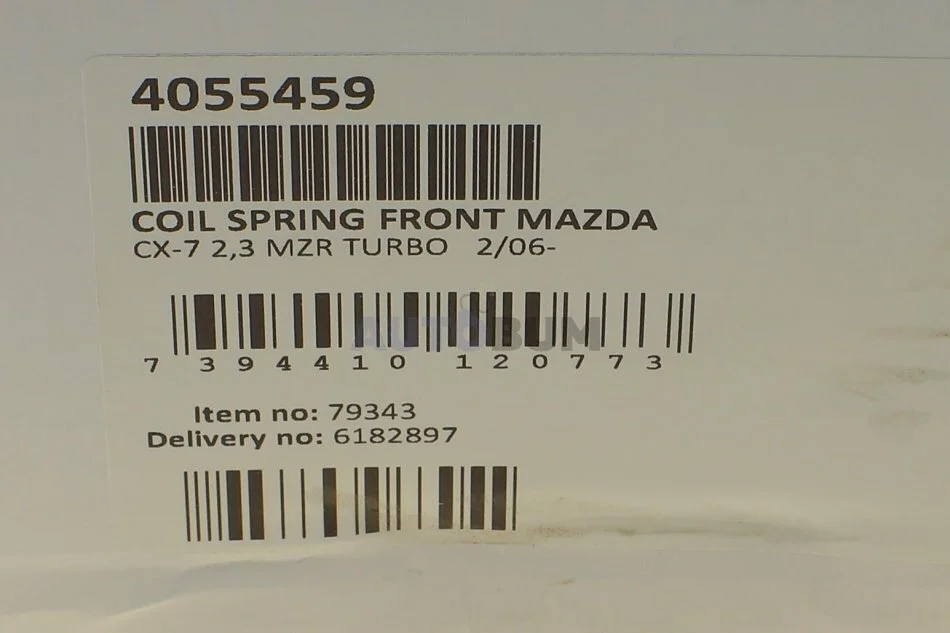 4055459
COIL SPRING FRONT MAZDA
CX-7 2,3 MZR TURBO 2/06-
AUTOBUM
7 394410 120773
Item no: 79343
Delivery no: 6182897